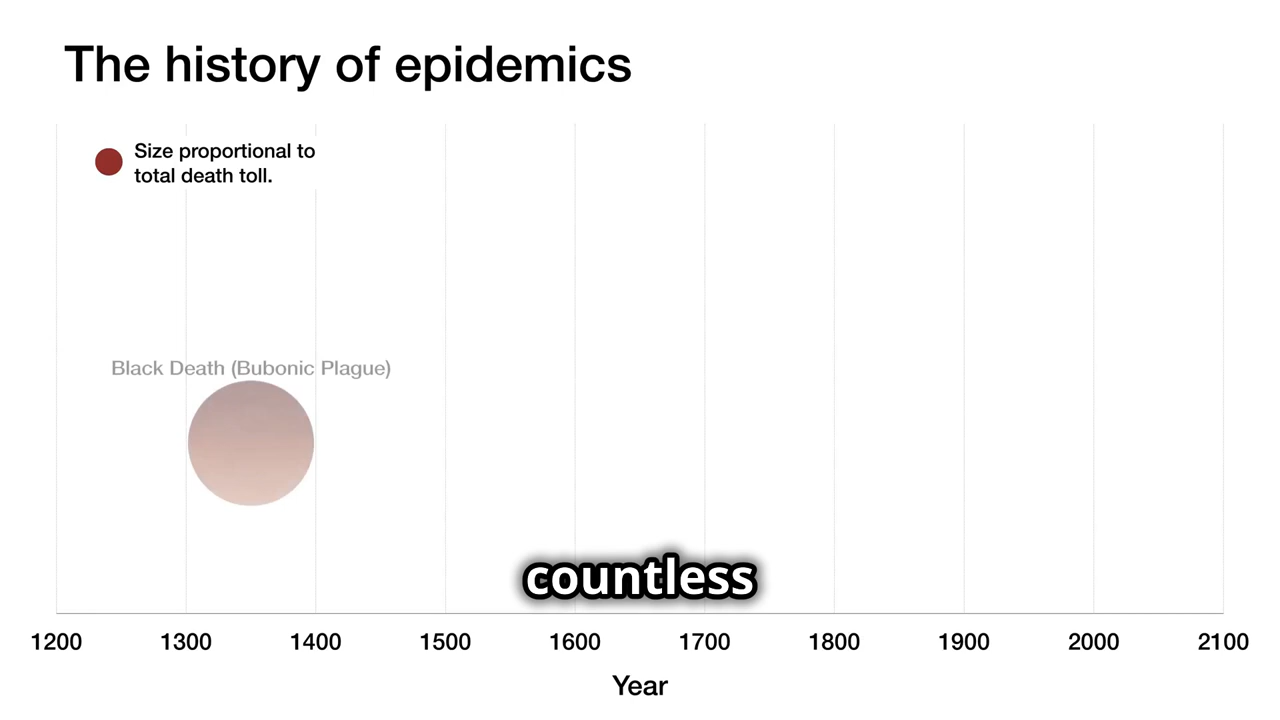 The history of epidemics
Size proportional to
total death toll.
Black Death (Bubonic Plague)
countless
1200 1300 1400 1500 1600 1700 1800 1900 2000 2100
Year